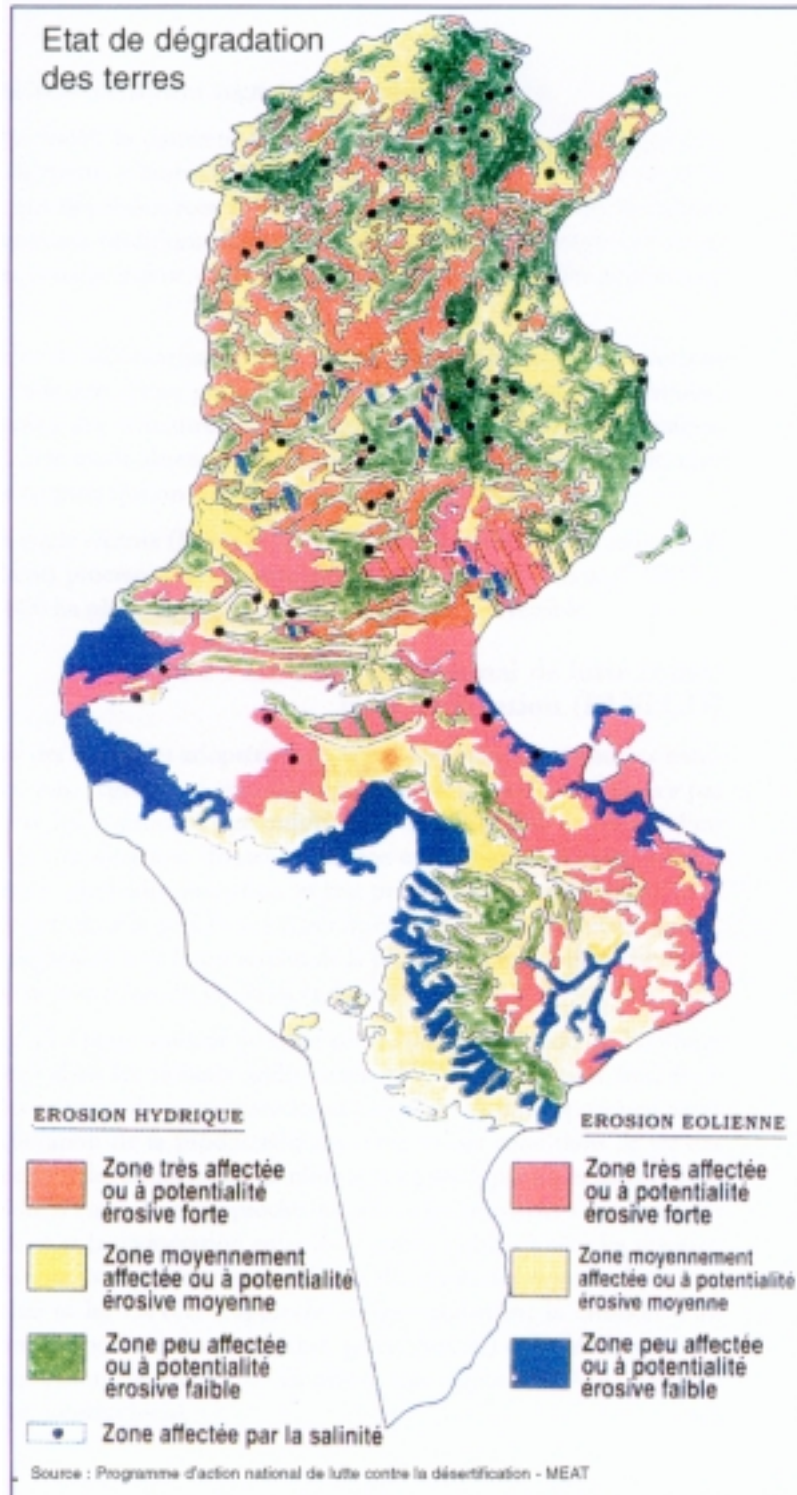 Etat de dégradation
des terres
EROSION HYDRIQUE
Zone très affectée
ou à potentialité
érosive forte
Zone moyennement
affectée ou à potentialité
érosive moyenne
Zone peu affectée
ou à potentialité
érosive faible
Zone affectée par la salinité
EROSION EOLIENNE
Zone très affectée
ou à potentialité
érosive forte
Zone moyennement
affectée ou à potentialité
érosive moyenne
Zone peu affectée
ou à potentialité
érosive faible
Source : Programme d'action national de lutte contre la désertification - MEAT